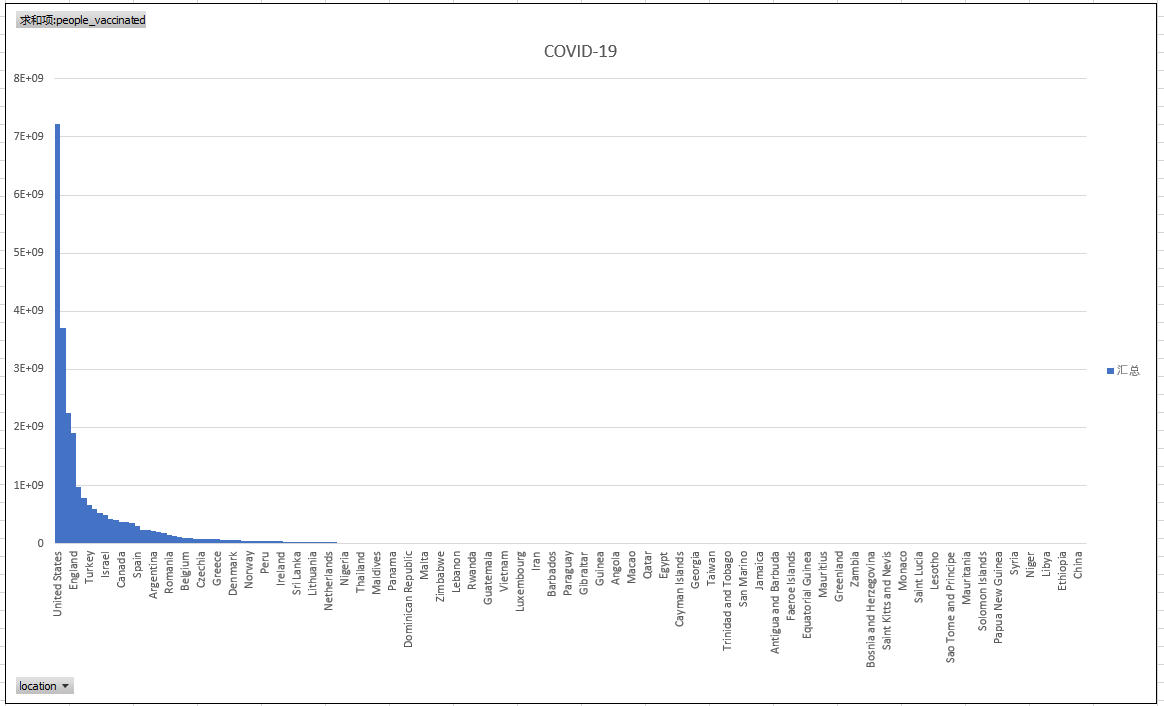 求和项:people_vaccinated
COVID-19
8E+09
7E+09
6E+09
5E+09
4E+09
3E+09
2E+09
1E+09
0
汇总
United States
England
Turkey
Israel
Canada
Spain
Argentina
Romania
Belgium
Czechia
Greece
Denmark
Norway
Peru
Ireland
Sri Lanka
Lithuania
Netherlands
Nigeria
Thailand
Maldives
Panama
Dominican Republic
Malta
Zimbabwe
Lebanon
Rwanda
Guatemala
Vietnam
Luxembourg
Iran
Barbados
Paraguay
Gibraltar
Guinea
Angola
Macao
Qatar
Egypt
Cayman Islands
Georgia
Taiwan
Trinidad and Tobago
San Marino
Jamaica
Antigua and Barbuda
Faeroe Islands
Equatorial Guinea
Mauritius
Greenland
Zambia
Bosnia and Herzegovina
Saint Kitts and Nevis
Monaco
Saint Lucia
Lesotho
Sao Tome and Principe
Mauritania
Solomon Islands
Papua New Guinea
Syria
Niger
Libya
Ethiopia
China
location